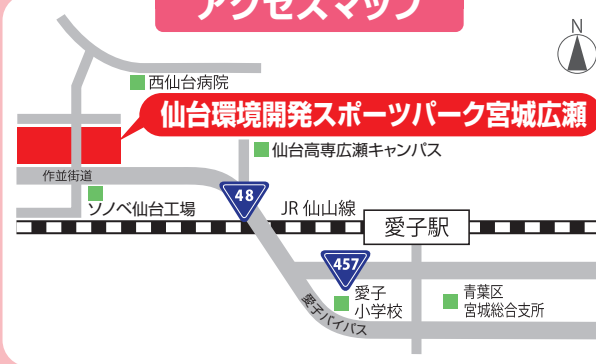 アクセスマップ
N
西仙台病院
仙台環境開発スポーツパーク宮城広瀬
仙台高専広瀬キャンパス
作並街道
ソノベ仙台工場
48
JR 仙山線
愛子駅
457
愛子
小学校
青葉区
宮城総合支所
愛子バイパス